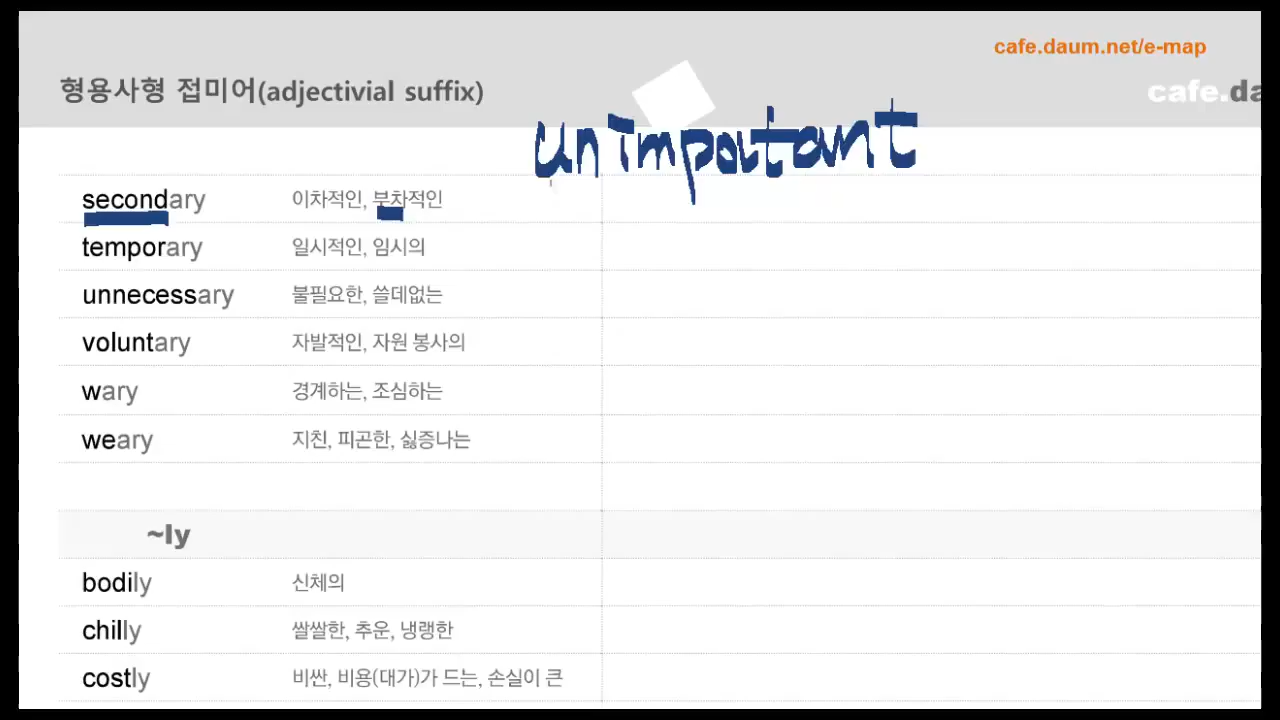 cafe.daum.net/e-map
형용사형 접미어(adjectivial suffix)
cafe.da
unimportant
secondary 이차적인, 부차적인
temporary 일시적인, 임시의
unnecessary 불필요한, 쓸데없는
voluntary 자발적인, 자원 봉사의
wary 경계하는, 조심하는
weary 지친, 피곤한, 싫증나는
~ly
bodily 신체의
chilly 쌀쌀한, 추운, 냉랭한
costly 비싼, 비용(대가)가 드는, 손실이 큰